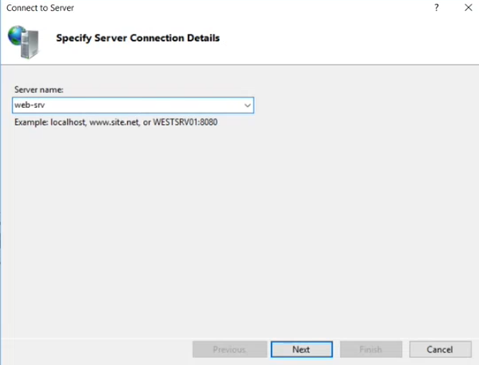 Connect to Server
?
Specify Server Connection Details
Server name:
web-srv
Example: localhost, www.site.net, or WESTSRV01:8080
Previous Next Finish Cancel